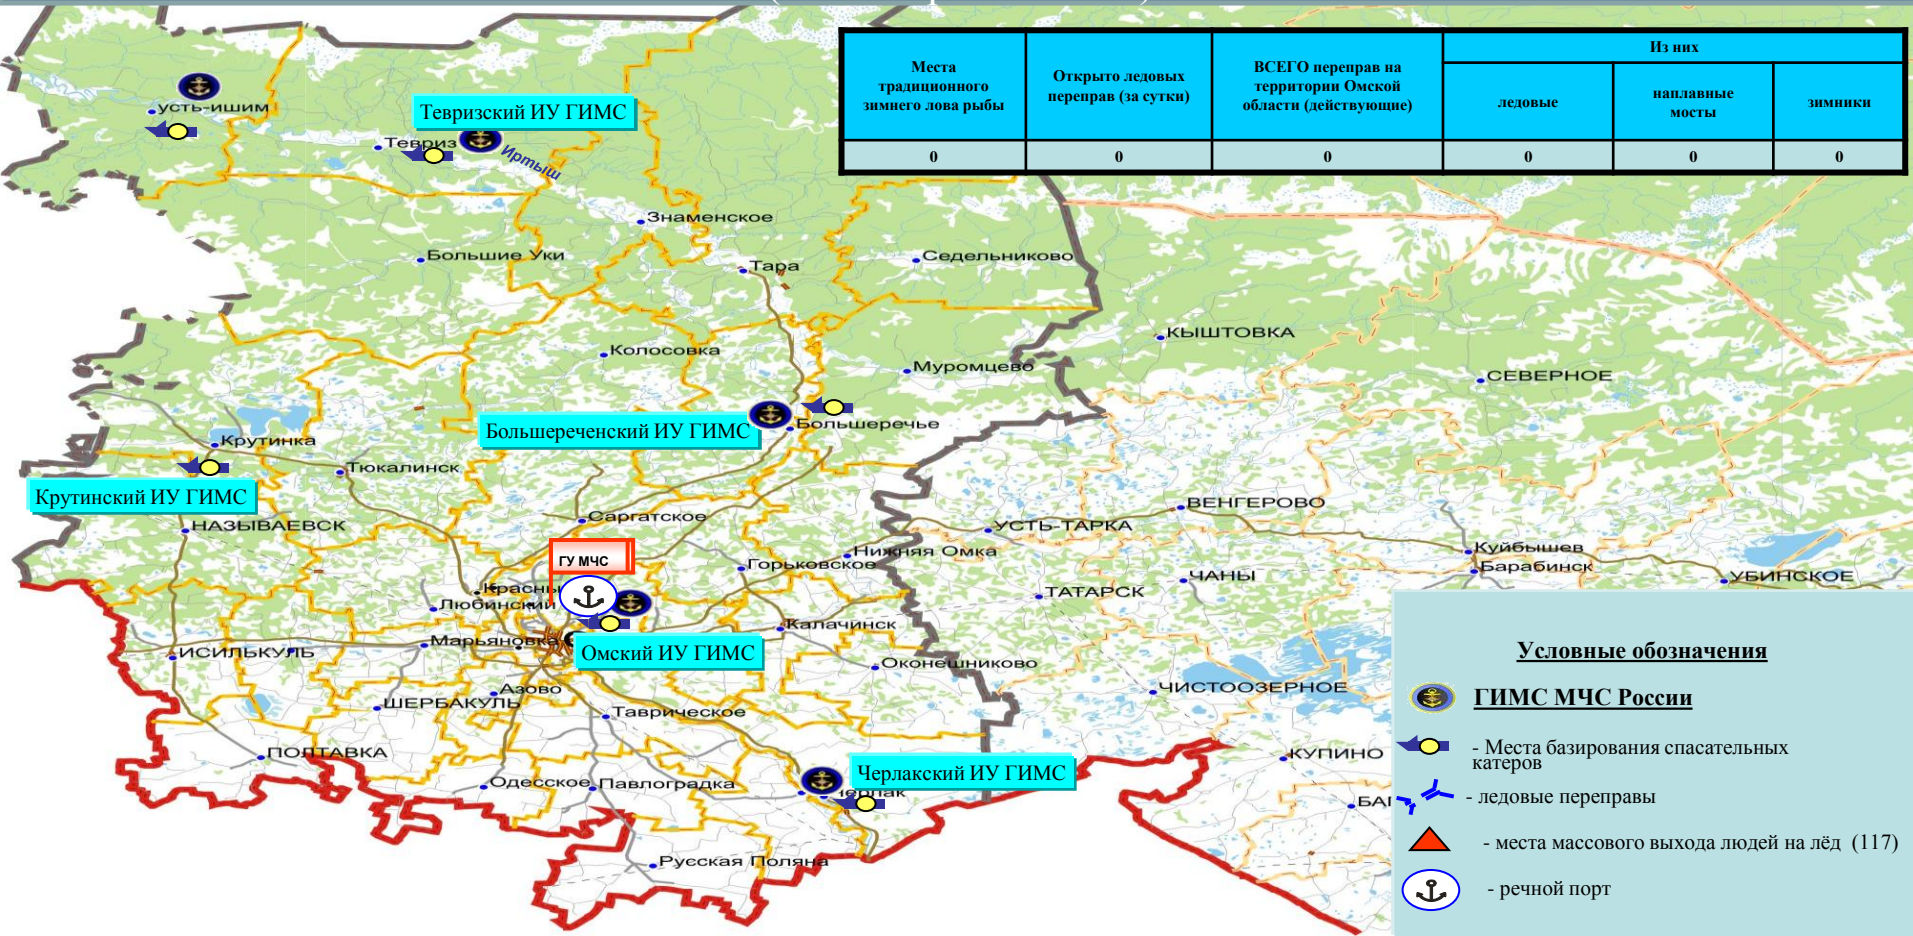 Места
традиционного
зимнего лова рыбы
Открыто ледовых
переправ (за сутки)
ВСЕГО переправ на
территории Омской
области (действующие)
Из них
ледовые
наплавные
мосты
зимники
0
0
0
0
0
0
усть-ишим
Тевризский ИУ ГИМС
Тевриз
Иртыш
Знаменское
Большие Уки
Тара
Седельниково
Колосовка
Муромцево
КЫШТОВКА
СЕВЕРНОЕ
Большереченский ИУ ГИМС
Большеречье
Крутинка
Тюкалинск
Крутинский ИУ ГИМС
НАЗЫВАЕВСК
Саргатское
ВЕНГЕРОВО
УСТЬ-ТАРКА
Нижняя Омка
Горьковское
Куйбышев
Барабинск
УБИНСКОЕ
ЧАНЫ
ТАТАРСК
ГУ МЧС
Красны
Любинский
Марьяновка
Калачинск
ИСИЛЬКУЛЬ
Омский ИУ ГИМС
Оконешниково
ЧИСТООЗЕРНОЕ
Азово
ШЕРБАКУЛЬ
Таврическое
ПОЛТАВКА
Одесское
Павлоградка
Черлакский ИУ ГИМС
КУПИНО
БАГ
Русская Поляна
Условные обозначения
ГИМС МЧС России
- Места базирования спасательных
катеров
- ледовые переправы
- места массового выхода людей на лёд (117)
- речной порт